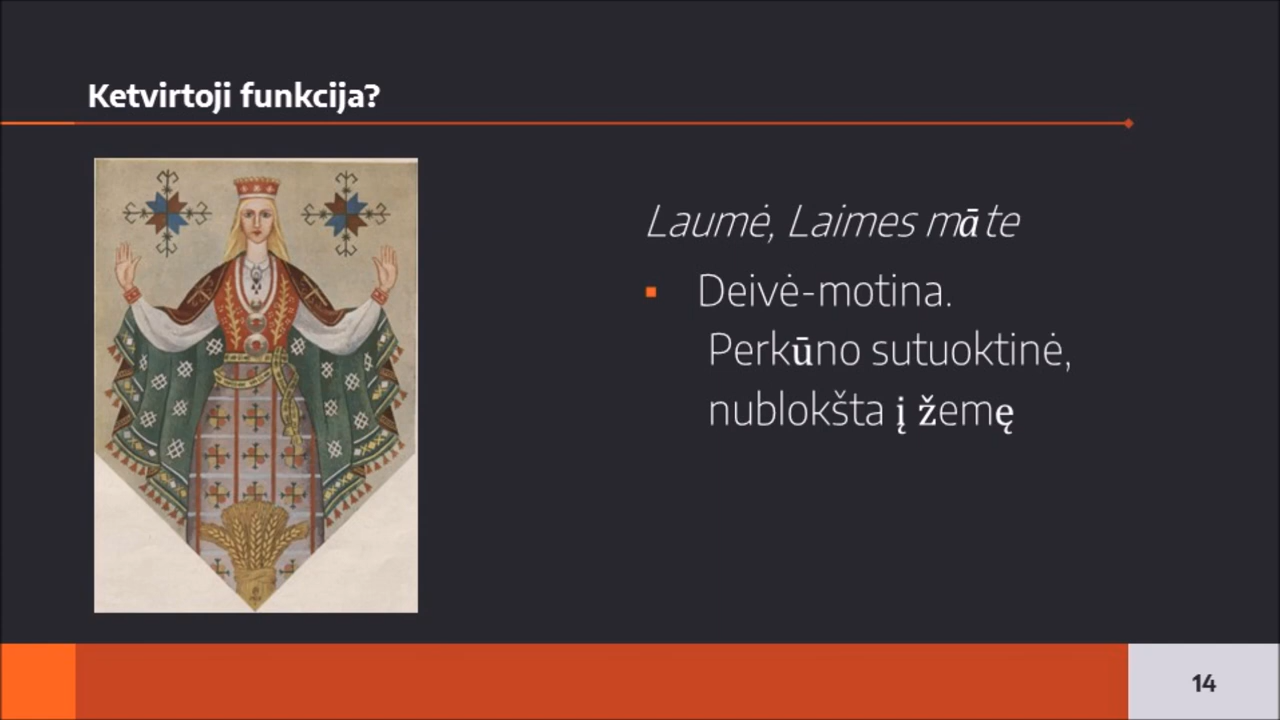 Ketvirtoji funkcija?
Laumė, Laimes māte
Deivė-motina.
Perkūno sutuoktinė,
nublokšta į žemę
14